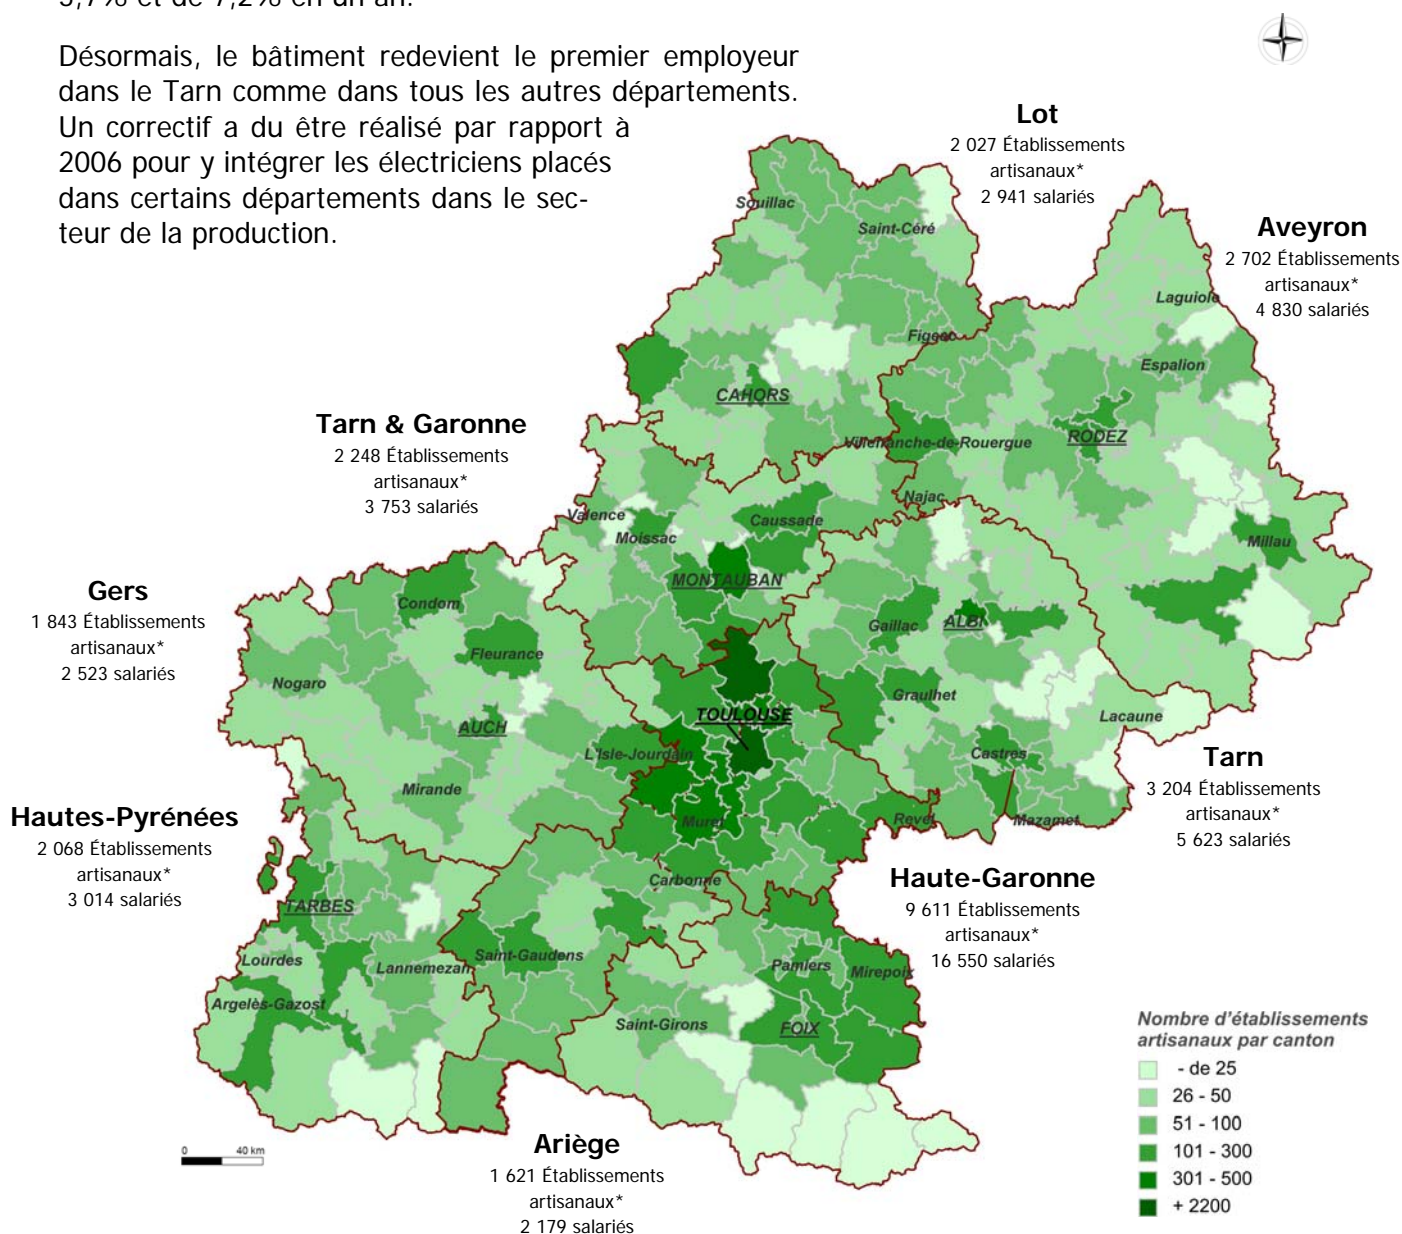 5,7% et de 7,2% en un an.
Désormais, le bâtiment redevient le premier employeur
dans le Tarn comme dans tous les autres départements.
Un correctif a du être réalisé par rapport à
2006 pour y intégrer les électriciens placés
dans certains départements dans le sec-
teur de la production.
Lot
2 027 Établissements
artisanaux*
2 941 salariés
Aveyron
2 702 Établissements
artisanaux*
4 830 salariés
Tarn & Garonne
2 248 Établissements
artisanaux*
3 753 salariés
Gers
1 843 Établissements
artisanaux*
2 523 salariés
Hautes-Pyrénées
2 068 Établissements
artisanaux*
3 014 salariés
Tarn
3 204 Établissements
artisanaux*
5 623 salariés
Haute-Garonne
9 611 Établissements
artisanaux*
16 550 salariés
Ariège
1 621 Établissements
artisanaux*
2 179 salariés
Souillac
Saint-Céré
Laguiole
Figeac
Espalion
CAHORS
Villefranche-de-Rouergue
RODEZ
Najac
Valence
Caussade
Moissac
Millau
MONTAUBAN
Condom
Gaillac
ALBI
Fleurance
Nogaro
Graulhet
TOULOUSE
Lacaune
AUCH
L'Isle-Jourdain
Castres
Mirande
Muret
Revel
Mazamet
Carbonne
TARBES
Lourdes
Lannemezan
Saint-Gaudens
Pamiers
Mirepoix
Argelès-Gazost
Saint-Girons
FOIX
0 40 km
Nombre d'établissements
artisanaux par canton
- de 25
26 - 50
51 - 100
101 - 300
301 - 500
+ 2200